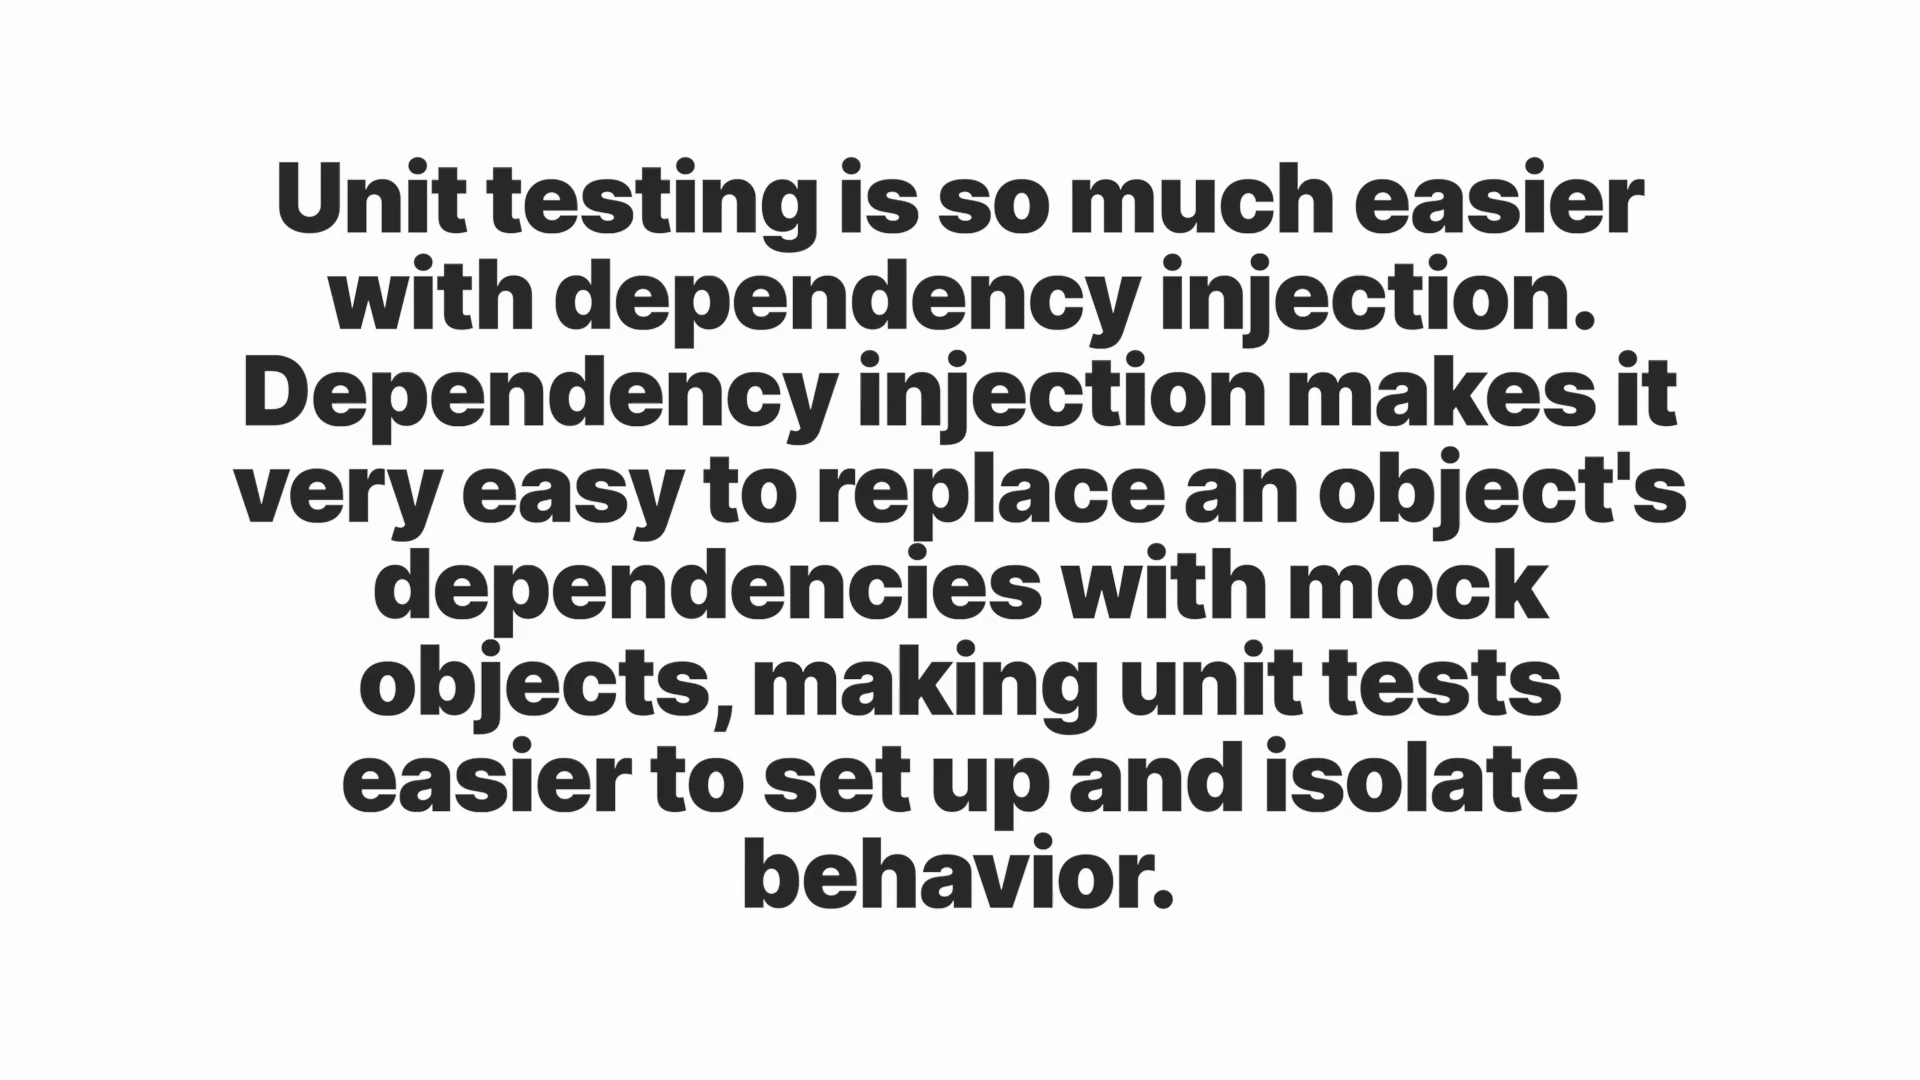 Unit testing is so much easier
with dependency injection.
Dependency injection makes it
very easy to replace an object's
dependencies with mock
objects, making unit tests
easier to set up and isolate
behavior.